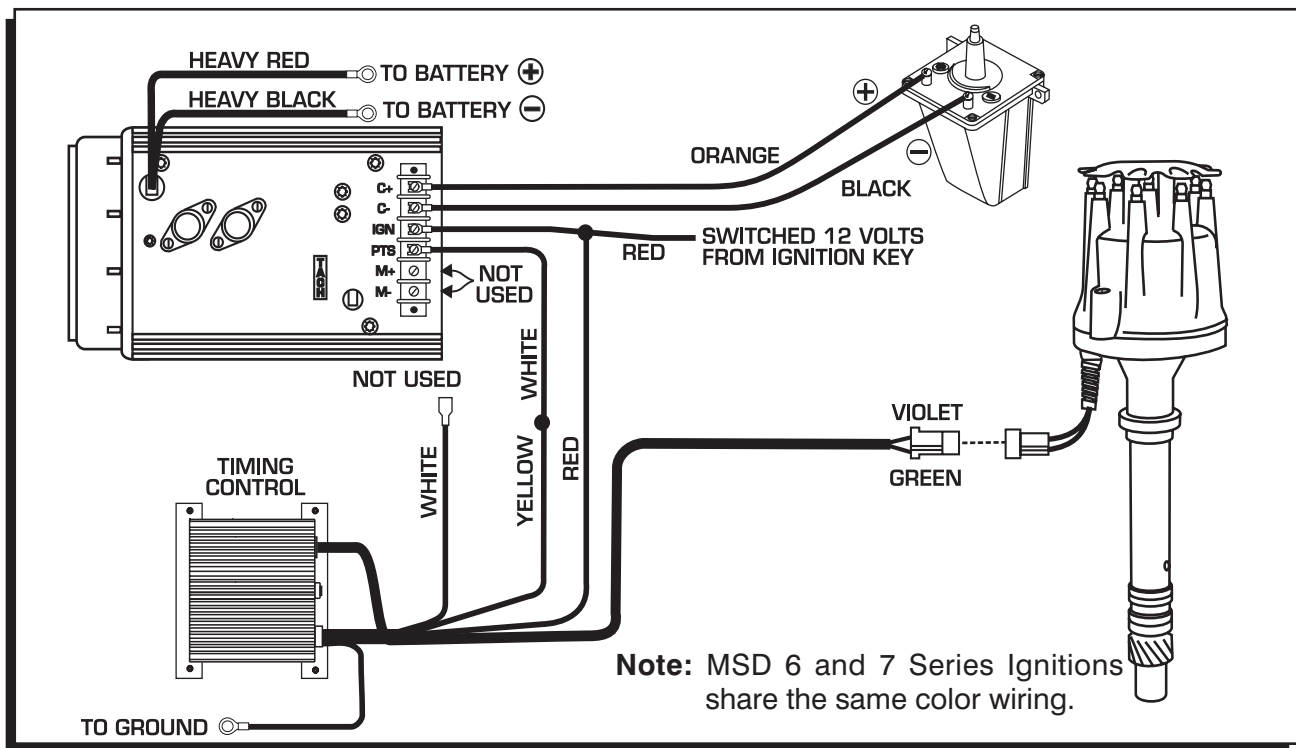 HEAVY RED
TO BATTERY +
HEAVY BLACK
TO BATTERY −
+
ORANGE
−
BLACK
C+
C-
IGN
PTS
M+
M-
TACH
RED
SWITCHED 12 VOLTS
FROM IGNITION KEY
NOT
USED
NOT USED
WHITE
WHITE
YELLOW
RED
VIOLET
GREEN
TIMING
CONTROL
TO GROUND
Note: MSD 6 and 7 Series Ignitions
share the same color wiring.